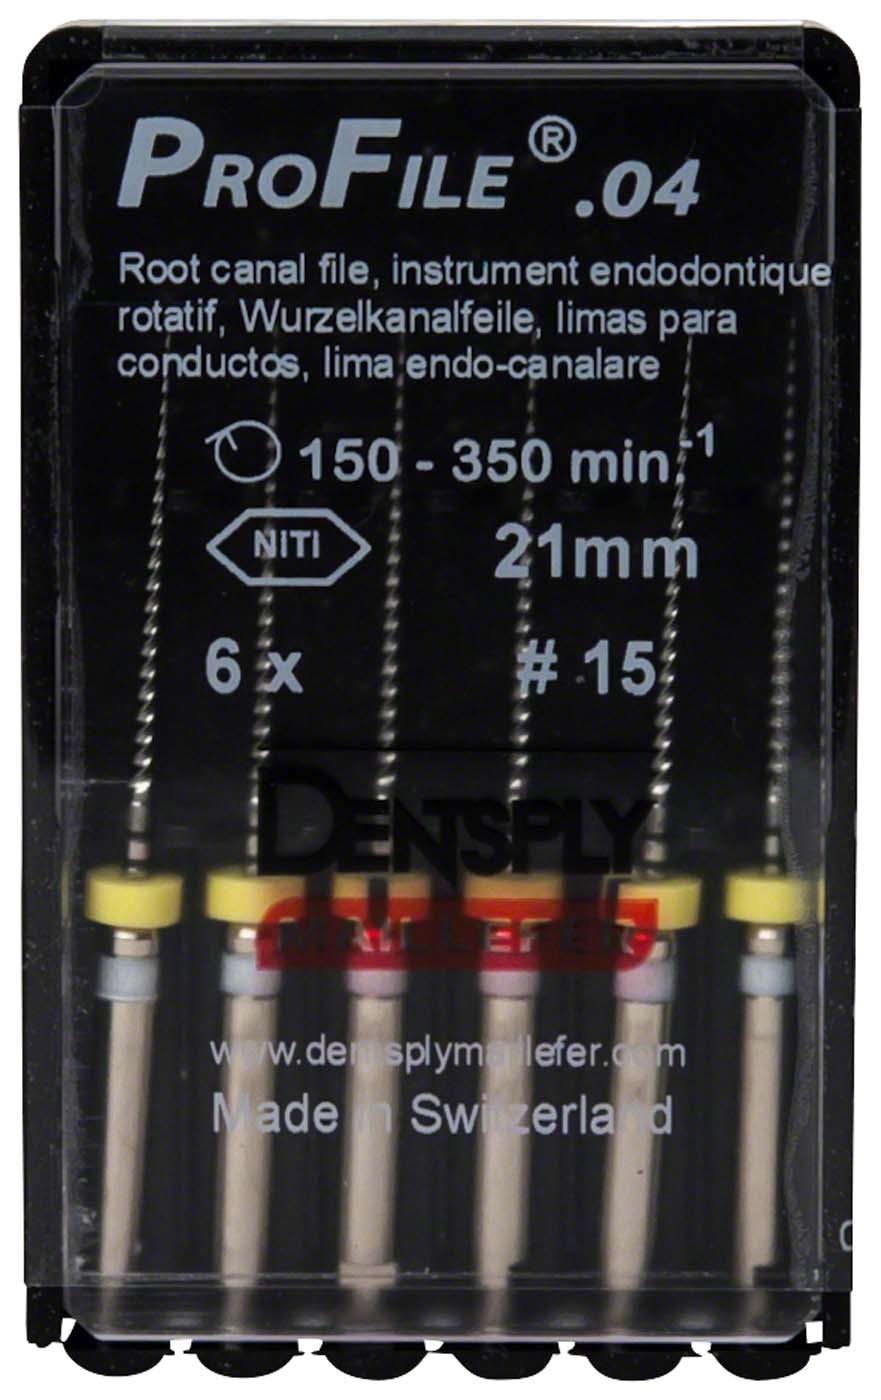 PROFILE® .04
Root canal file, instrument endodontique
rotatif, Wurzelkanalfeile, limas para
conductos, lima endo-canalare
150 - 350 min.-1
NITI 21mm
6 x # 15
DENTSPLY
MAILLEFER
www.demsplymaillefer.com
Made in Switzerland